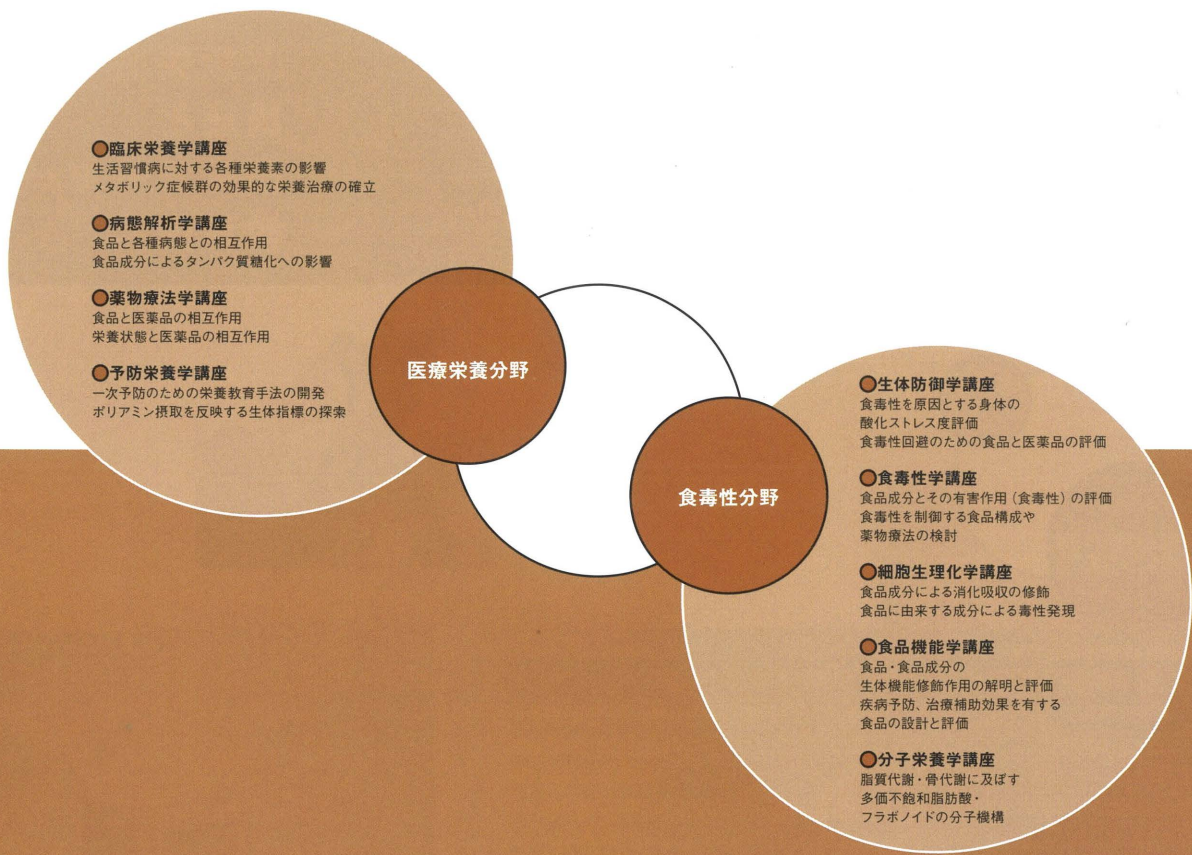 ●臨床栄養学講座
生活習慣病に対する各種栄養素の影響
メタボリック症候群の効果的な栄養治療の確立
●病態解析学講座
食品と各種病態との相互作用
食品成分によるタンパク質糖化への影響
●薬物療法学講座
食品と医薬品の相互作用
栄養状態と医薬品の相互作用
●予防栄養学講座
一次予防のための栄養教育手法の開発
ポリアミン摂取を反映する生体指標の探索
医療栄養分野
食毒性分野
●生体防御学講座
食毒性を原因とする身体の
酸化ストレス度評価
食毒性回避のための食品と医薬品の評価
●食毒性学講座
食品成分とその有害作用（食毒性）の評価
食毒性を制御する食品構成や
薬物療法の検討
●細胞生理化学講座
食品成分による消化吸収の修飾
食品に由来する成分による毒性発現
●食品機能学講座
食品・食品成分の
生体機能修飾作用の解明と評価
疾病予防、治療補助効果を有する
食品の設計と評価
●分子栄養学講座
脂質代謝・骨代謝に及ぼす
多価不飽和脂肪酸・
フラボノイドの分子機構